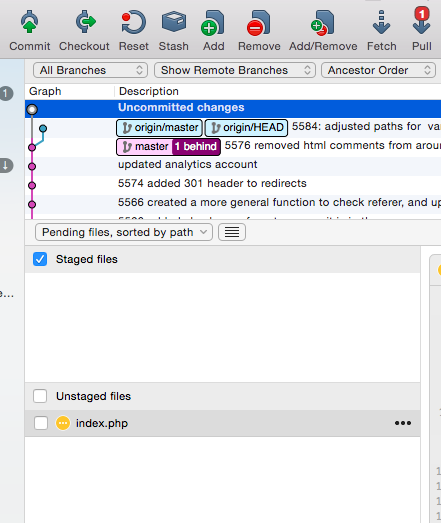 1
Commit Checkout Reset Stash Add Remove Add/Remove Fetch Pull
1
All Branches Show Remote Branches Ancestor Order
Graph Description
Uncommitted changes
origin/master origin/HEAD 5584: adjusted paths for va
master 1 behind 5576 removed html comments from arou
updated analytics account
5574 added 301 header to redirects
5566 created a more general function to check referer, and up
Pending files, sorted by path
Staged files
e...
Unstaged files
index.php